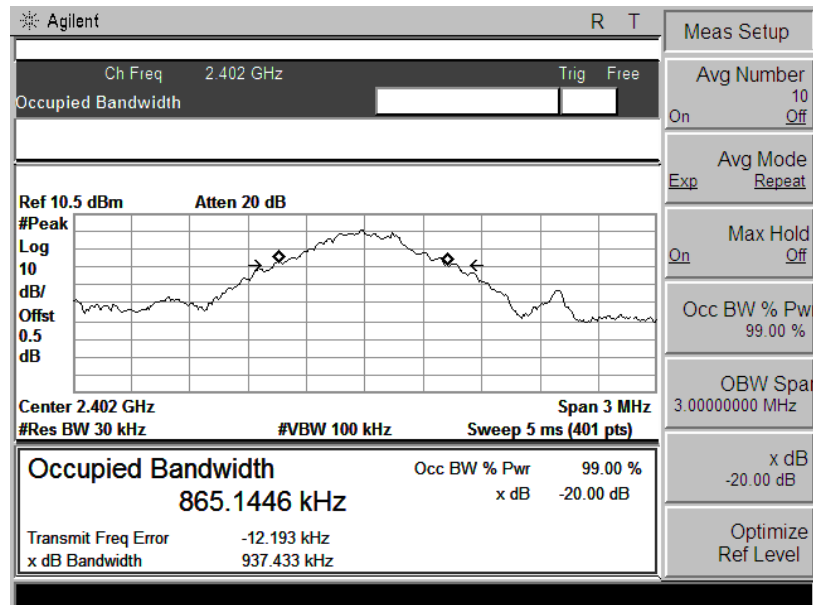 Agilent R T
Ch Freq 2.402 GHz Trig Free
Occupied Bandwidth
Ref 10.5 dBm Atten 20 dB
#Peak
Log
10
dB/
Offst
0.5
dB
Center 2.402 GHz Span 3 MHz
#Res BW 30 kHz #VBW 100 kHz Sweep 5 ms (401 pts)
Occupied Bandwidth Occ BW % Pwr 99.00 %
865.1446 kHz x dB -20.00 dB
Transmit Freq Error -12.193 kHz
x dB Bandwidth 937.433 kHz
Meas Setup
Avg Number
10
On Off
Avg Mode
Exp Repeat
Max Hold
On Off
Occ BW % Pwr
99.00 %
OBW Span
3.00000000 MHz
x dB
-20.00 dB
Optimize
Ref Level